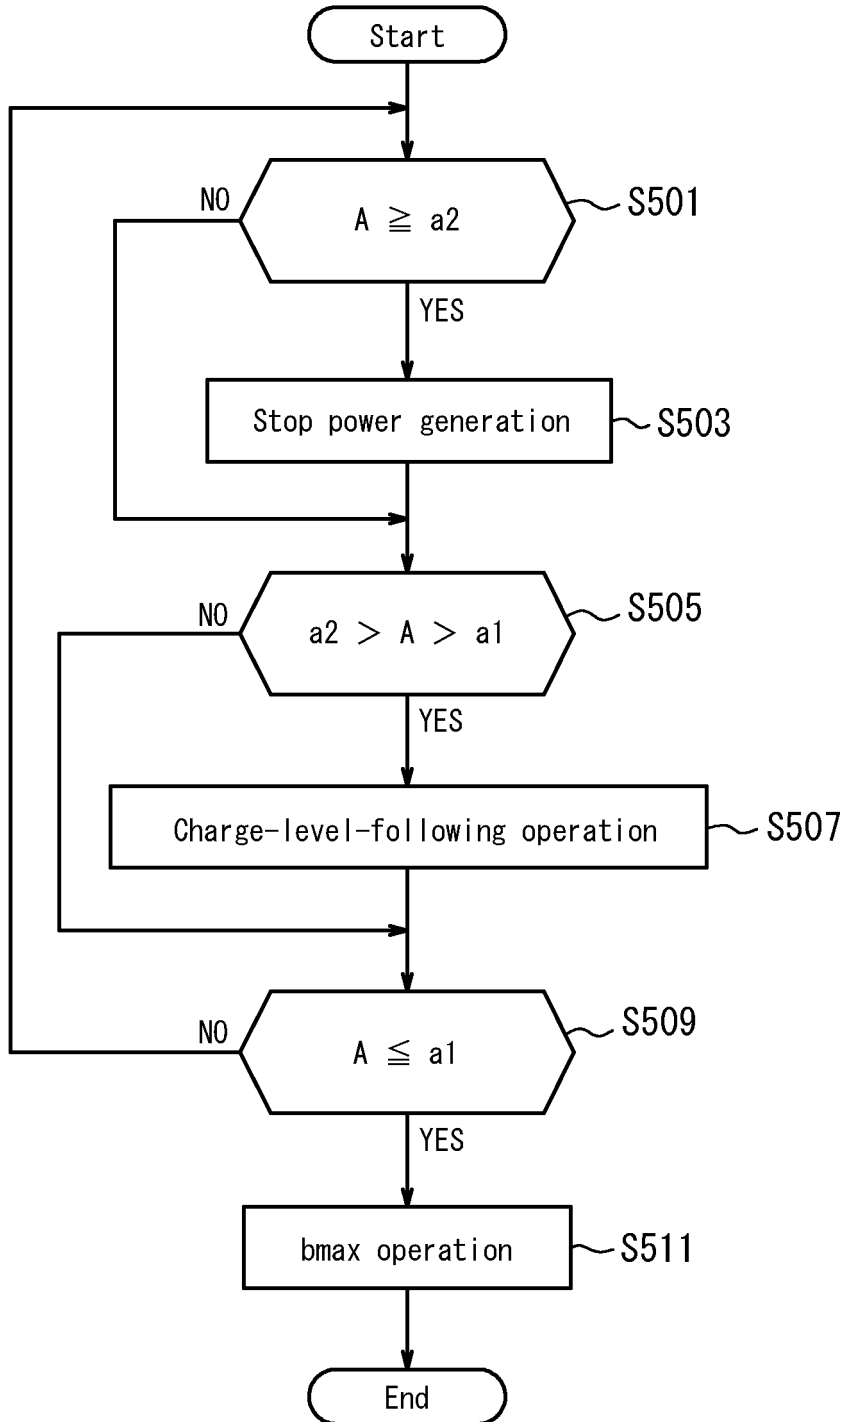 Start
NO
A ≧ a2
S501
YES
Stop power generation
S503
NO
a2 > A > a1
S505
YES
Charge-level-following operation
S507
NO
A ≦ a1
S509
YES
bmax operation
S511
End